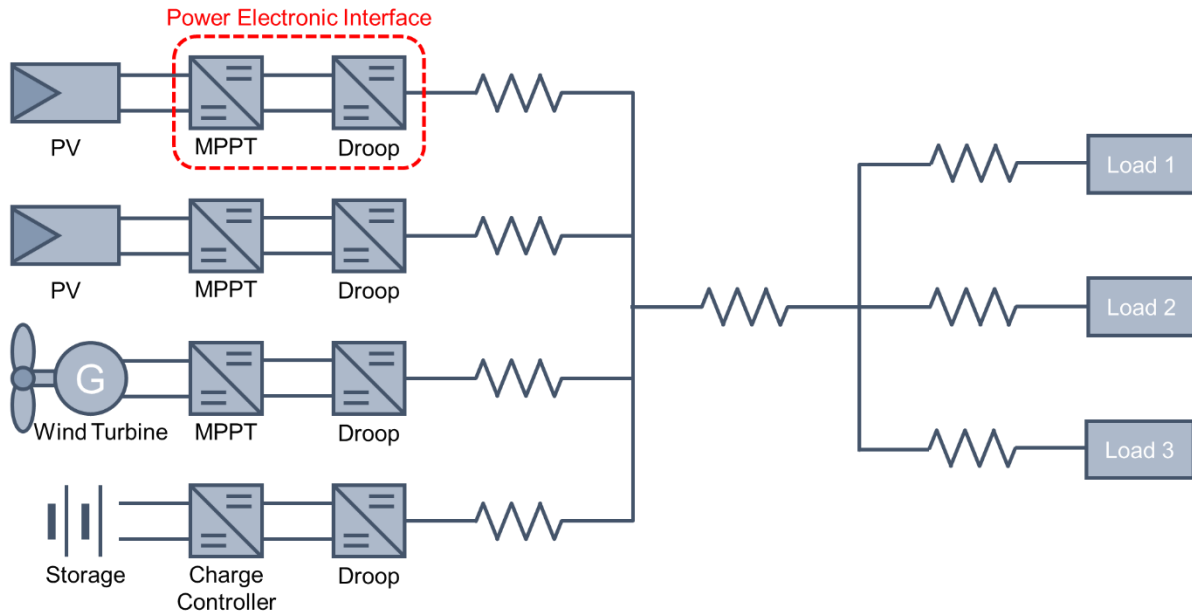 Power Electronic Interface
PV
MPPT
Droop
Load 1
PV
MPPT
Droop
Load 2
G
Wind Turbine
MPPT
Droop
Load 3
Storage
Charge
Controller
Droop